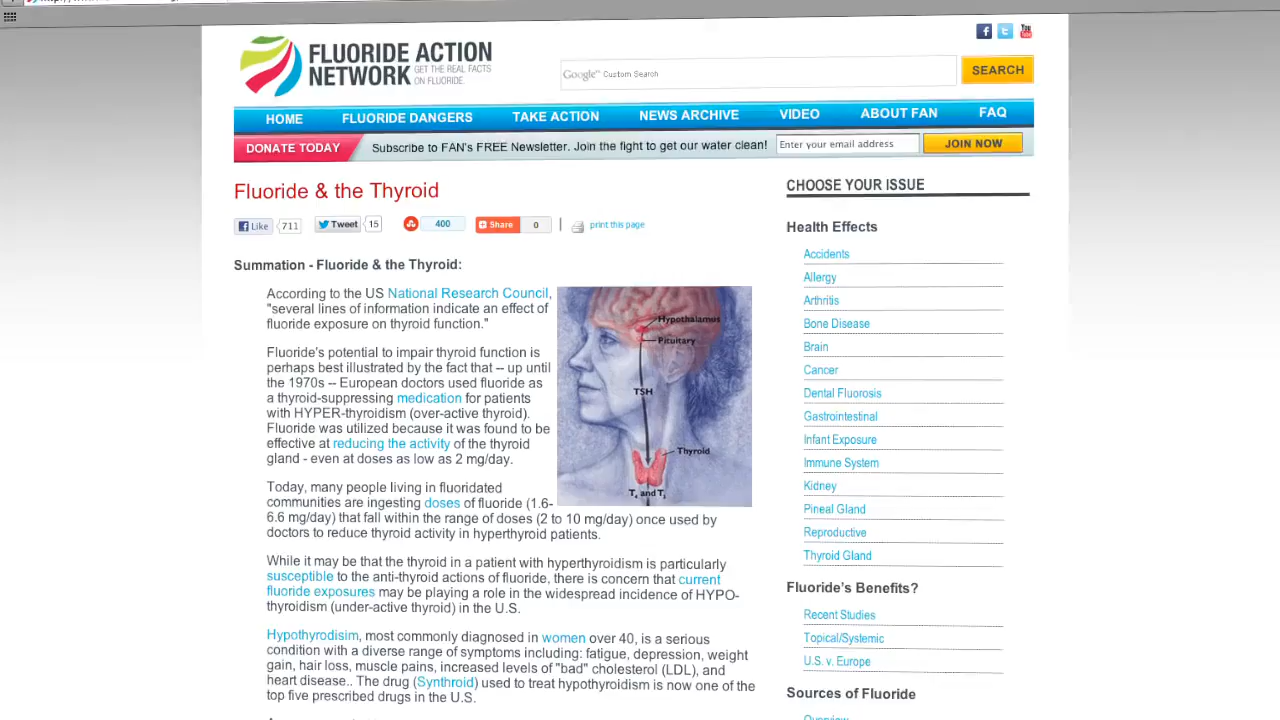 FLUORIDE ACTION
NETWORK GET THE REAL FACTS
ON FLUORIDE.
Google™ Custom Search
SEARCH
HOME FLUORIDE DANGERS TAKE ACTION NEWS ARCHIVE VIDEO ABOUT FAN FAQ
DONATE TODAY Subscribe to FAN's FREE Newsletter. Join the fight to get our water clean! Enter your email address JOIN NOW
Fluoride & the Thyroid
Like 711 Tweet 15 400 Share 0 print this page
Summation - Fluoride & the Thyroid:
According to the US National Research Council,
"several lines of information indicate an effect of
fluoride exposure on thyroid function."
Fluoride's potential to impair thyroid function is
perhaps best illustrated by the fact that -- up until
the 1970s -- European doctors used fluoride as
a thyroid-suppressing medication for patients
with HYPER-thyroidism (over-active thyroid).
Fluoride was utilized because it was found to be
effective at reducing the activity of the thyroid
gland - even at doses as low as 2 mg/day.
Today, many people living in fluoridated
communities are ingesting doses of fluoride (1.6-
6.6 mg/day) that fall within the range of doses (2 to 10 mg/day) once used by
doctors to reduce thyroid activity in hyperthyroid patients.
While it may be that the thyroid in a patient with hyperthyroidism is particularly
susceptible to the anti-thyroid actions of fluoride, there is concern that current
fluoride exposures may be playing a role in the widespread incidence of HYPO-
thyroidism (under-active thyroid) in the U.S.
Hypothyrodisim, most commonly diagnosed in women over 40, is a serious
condition with a diverse range of symptoms including: fatigue, depression, weight
gain, hair loss, muscle pains, increased levels of "bad" cholesterol (LDL), and
heart disease.. The drug (Synthroid) used to treat hypothyroidism is now one of the
top five prescribed drugs in the U.S.
Hypothalamus
Pituitary
TSH
Thyroid
T4 and T3
CHOOSE YOUR ISSUE
Health Effects
Accidents
Allergy
Arthritis
Bone Disease
Brain
Cancer
Dental Fluorosis
Gastrointestinal
Infant Exposure
Immune System
Kidney
Pineal Gland
Reproductive
Thyroid Gland
Fluoride's Benefits?
Recent Studies
Topical/Systemic
U.S. v. Europe
Sources of Fluoride